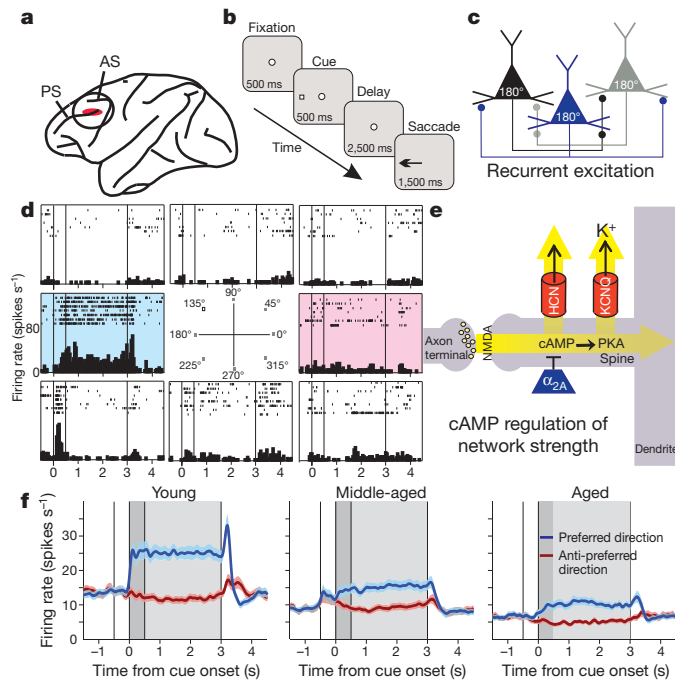 a
AS
PS
b
Fixation
500 ms
Cue
500 ms
Delay
2,500 ms
Saccade
1,500 ms
Time
c
180°
180°
180°
Recurrent excitation
d
Firing rate (spikes s⁻¹)
80
0
90°
135°
45°
180°
0°
225°
315°
270°
0 1 2 3 4
0 1 2 3 4
0 1 2 3 4
e
K⁺
HCN
KCNQ
Axon
terminal
NMDA
cAMP
PKA
Spine
α2A
cAMP regulation of
network strength
Dendrite
f
Young
Middle-aged
Aged
Firing rate (spikes s⁻¹)
30
20
10
0
Preferred direction
Anti-preferred
direction
−1 0 1 2 3 4
−1 0 1 2 3 4
−1 0 1 2 3 4
Time from cue onset (s)
Time from cue onset (s)
Time from cue onset (s)